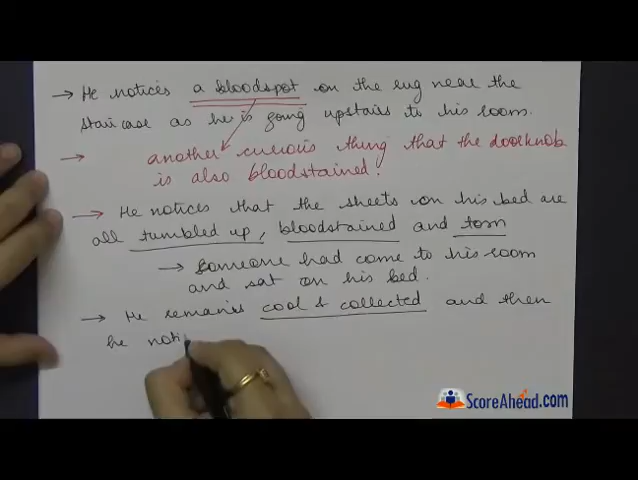 → He notices a bloodspot on the rug near the
staircase as he is going upstairs to his room.
→ another curious thing that the doorknob
is also bloodstained!
→ He notices that the sheets on his bed are
all tumbled up, bloodstained and torn
→ Someone had come to his room
and sat on his bed.
→ He remains cool & collected and then
he noti
ScoreAhead.com